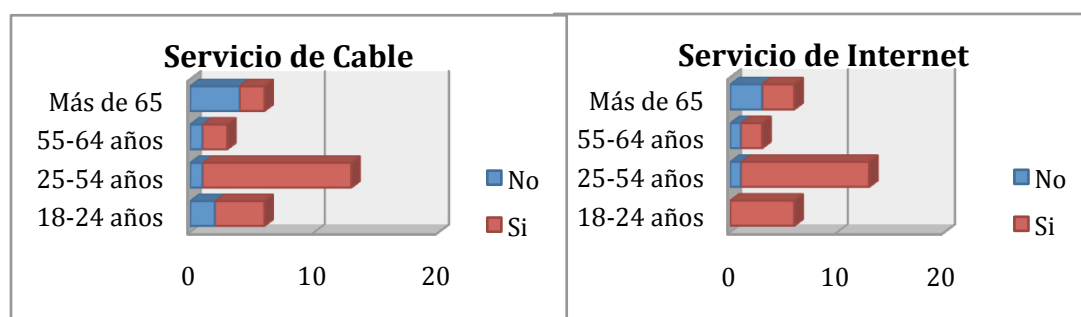 Servicio de Cable
Más de 65
55-64 años
25-54 años
18-24 años
No
Si
0 10 20
Servicio de Internet
Más de 65
55-64 años
25-54 años
18-24 años
No
Si
0 10 20